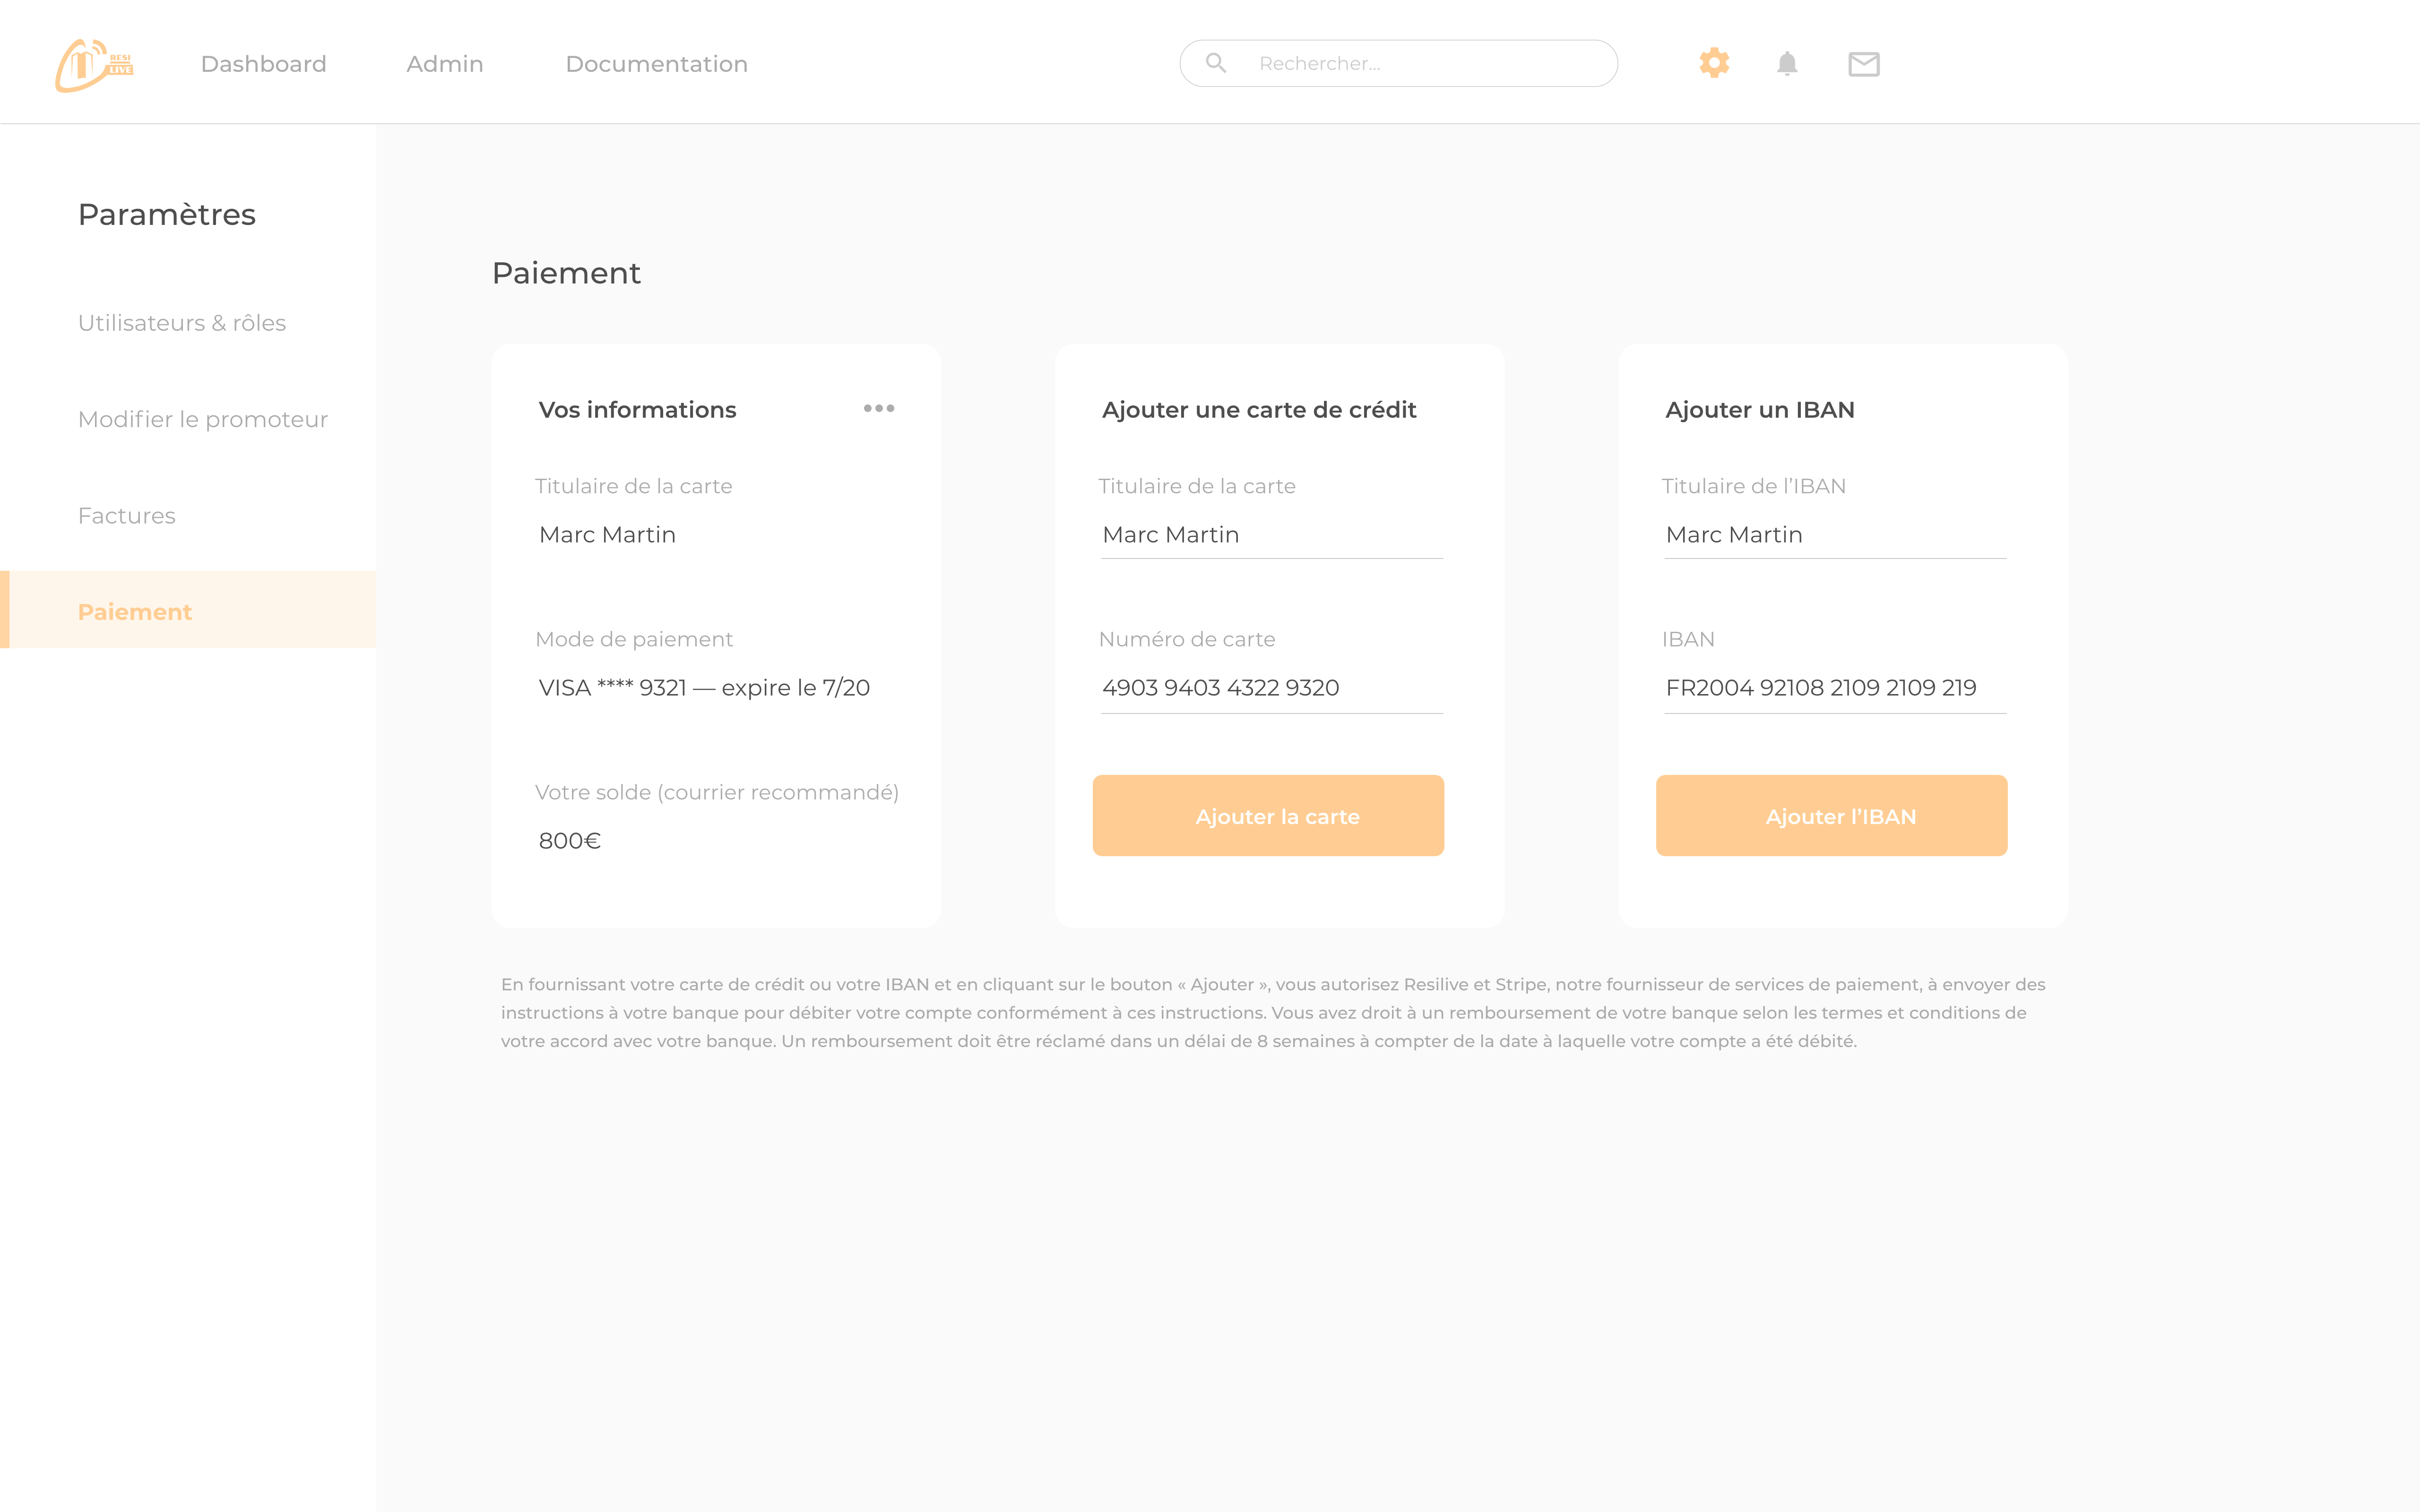 RESI
LIVE
Dashboard
Admin
Documentation
Rechercher...
Paramètres
Utilisateurs & rôles
Modifier le promoteur
Factures
Paiement
Paiement
Vos informations
Titulaire de la carte
Marc Martin
Mode de paiement
VISA **** 9321 — expire le 7/20
Votre solde (courrier recommandé)
800€
Ajouter une carte de crédit
Titulaire de la carte
Marc Martin
Numéro de carte
4903 9403 4322 9320
Ajouter la carte
Ajouter un IBAN
Titulaire de l’IBAN
Marc Martin
IBAN
FR2004 92108 2109 2109 219
Ajouter l’IBAN
En fournissant votre carte de crédit ou votre IBAN et en cliquant sur le bouton « Ajouter », vous autorisez Resilive et Stripe, notre fournisseur de services de paiement, à envoyer des
instructions à votre banque pour débiter votre compte conformément à ces instructions. Vous avez droit à un remboursement de votre banque selon les termes et conditions de
votre accord avec votre banque. Un remboursement doit être réclamé dans un délai de 8 semaines à compter de la date à laquelle votre compte a été débité.